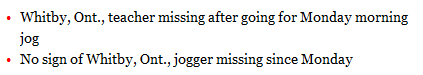 • Whitby, Ont., teacher missing after going for Monday morning
jog
• No sign of Whitby, Ont., jogger missing since Monday